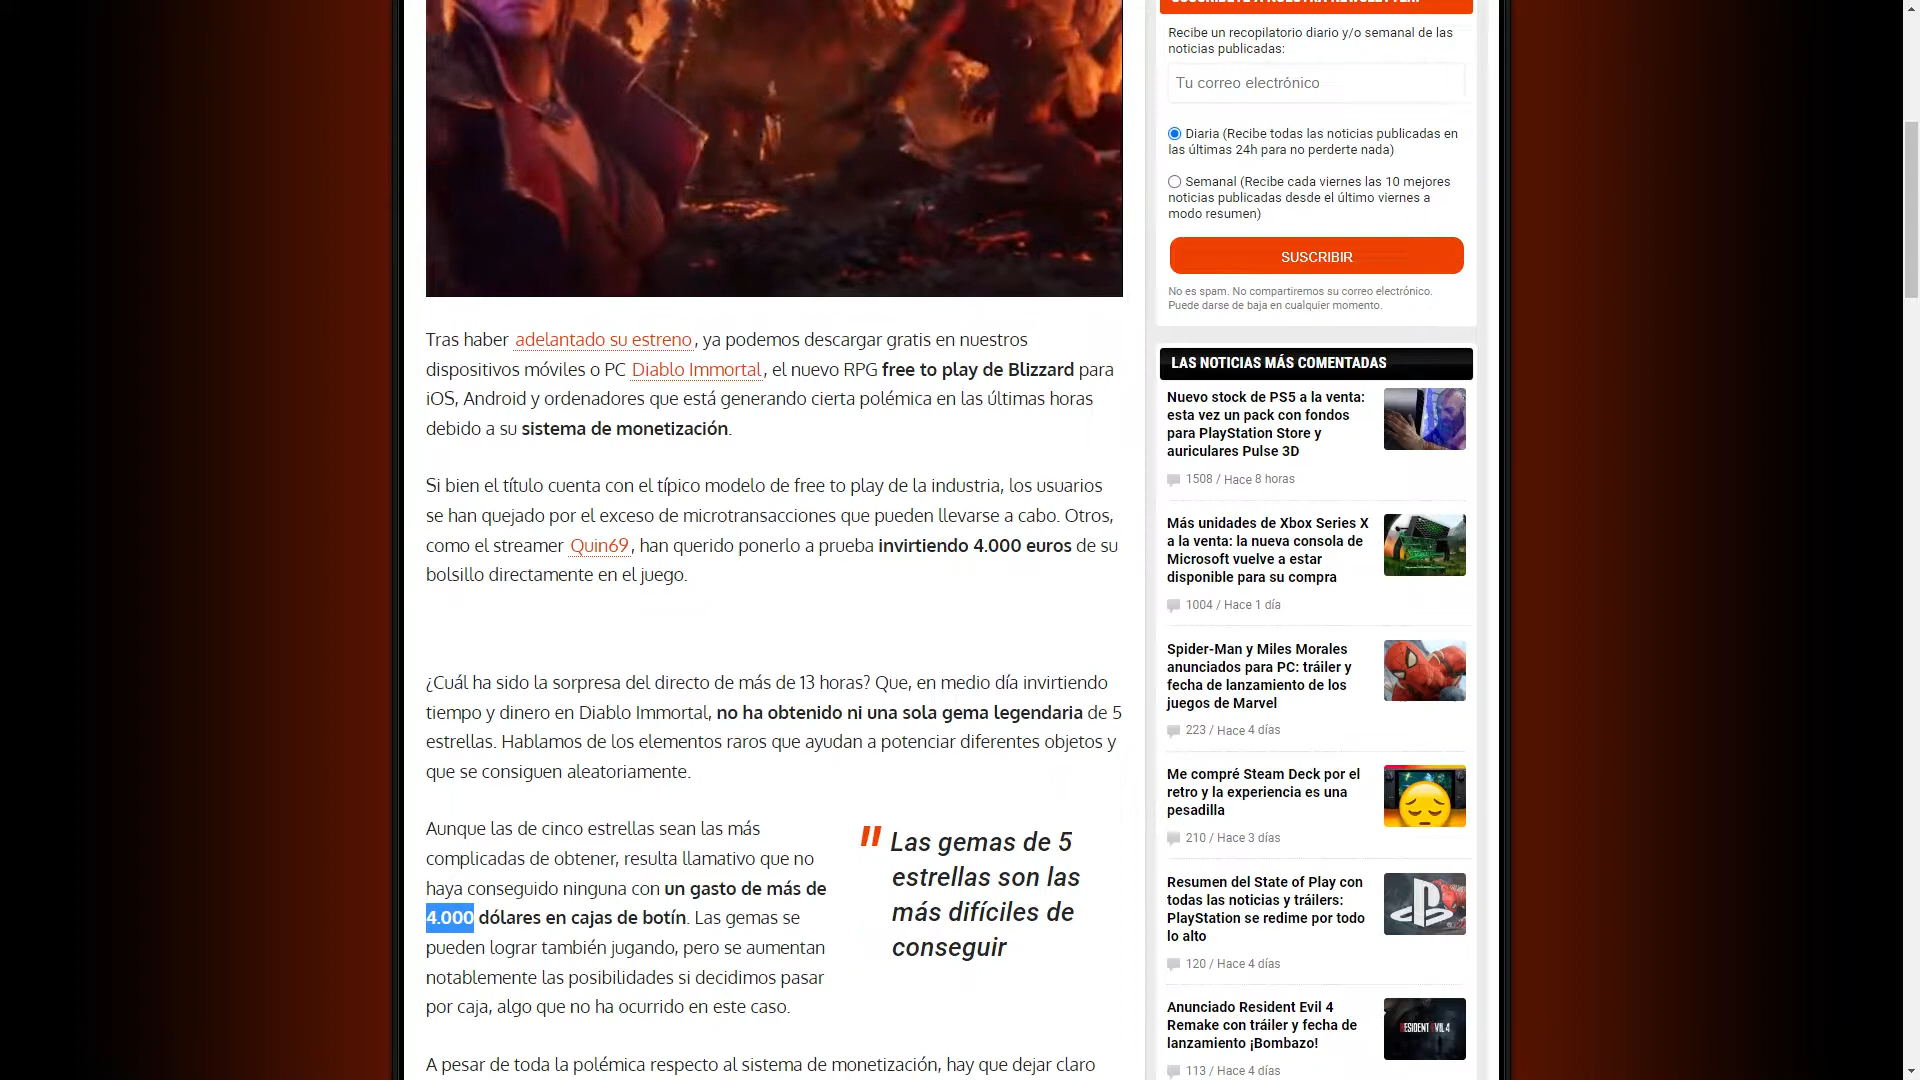 Tras haber adelantado su estreno, ya podemos descargar gratis en nuestros
dispositivos móviles o PC Diablo Immortal, el nuevo RPG free to play de Blizzard para
iOS, Android y ordenadores que está generando cierta polémica en las últimas horas
debido a su sistema de monetización.
Si bien el título cuenta con el típico modelo de free to play de la industria, los usuarios
se han quejado por el exceso de microtransacciones que pueden llevarse a cabo. Otros,
como el streamer Quin69, han querido ponerlo a prueba invirtiendo 4.000 euros de su
bolsillo directamente en el juego.
¿Cuál ha sido la sorpresa del directo de más de 13 horas? Que, en medio día invirtiendo
tiempo y dinero en Diablo Immortal, no ha obtenido ni una sola gema legendaria de 5
estrellas. Hablamos de los elementos raros que ayudan a potenciar diferentes objetos y
que se consiguen aleatoriamente.
Aunque las de cinco estrellas sean las más
complicadas de obtener, resulta llamativo que no
haya conseguido ninguna con un gasto de más de
4.000 dólares en cajas de botín. Las gemas se
pueden lograr también jugando, pero se aumentan
notablemente las posibilidades si decidimos pasar
por caja, algo que no ha ocurrido en este caso.
" Las gemas de 5
estrellas son las
más difíciles de
conseguir
A pesar de toda la polémica respecto al sistema de monetización, hay que dejar claro
Recibe un recopilatorio diario y/o semanal de las
noticias publicadas:
Tu correo electrónico
Diaria (Recibe todas las noticias publicadas en
las últimas 24h para no perderte nada)
Semanal (Recibe cada viernes las 10 mejores
noticias publicadas desde el último viernes a
modo resumen)
SUSCRIBIR
No es spam. No compartiremos su correo electrónico.
Puede darse de baja en cualquier momento.
LAS NOTICIAS MÁS COMENTADAS
Nuevo stock de PS5 a la venta:
esta vez un pack con fondos
para PlayStation Store y
auriculares Pulse 3D
1508 / Hace 8 horas
Más unidades de Xbox Series X
a la venta: la nueva consola de
Microsoft vuelve a estar
disponible para su compra
1004 / Hace 1 día
Spider-Man y Miles Morales
anunciados para PC: tráiler y
fecha de lanzamiento de los
juegos de Marvel
223 / Hace 4 días
Me compré Steam Deck por el
retro y la experiencia es una
pesadilla
210 / Hace 3 días
Resumen del State of Play con
todas las noticias y tráilers:
PlayStation se redime por todo
lo alto
120 / Hace 4 días
Anunciado Resident Evil 4
Remake con tráiler y fecha de
lanzamiento ¡Bombazo!
RESIDENT EVIL 4
113 / Hace 4 días